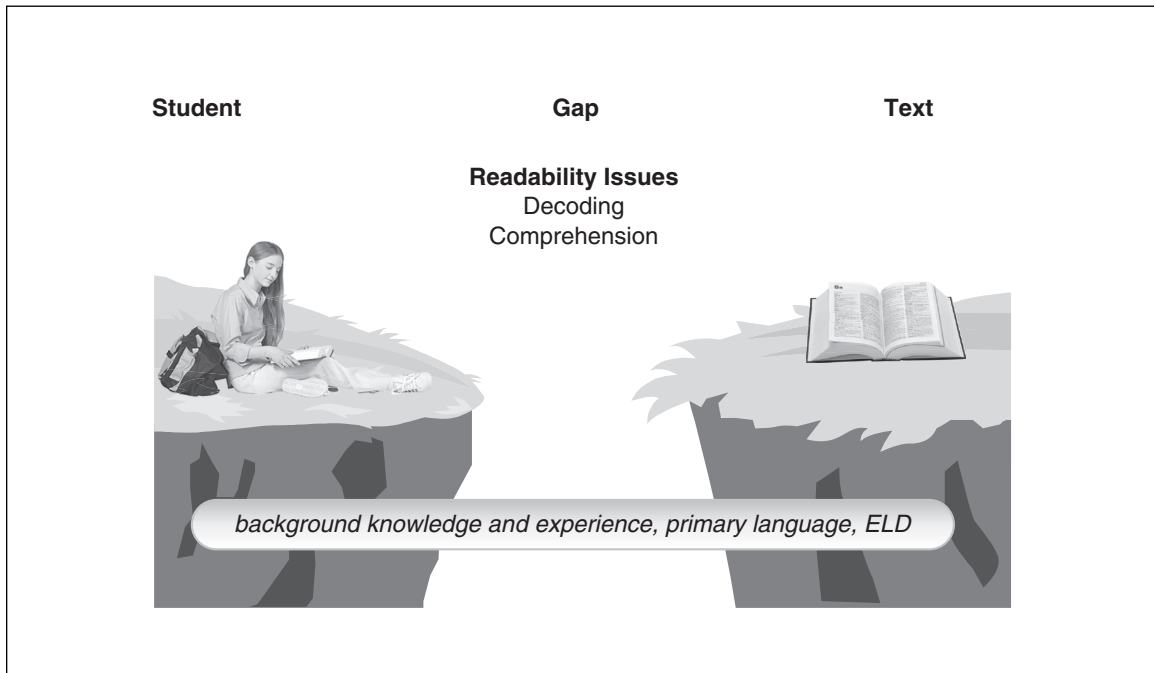 Student Gap Text
Readability Issues
Decoding
Comprehension
background knowledge and experience, primary language, ELD